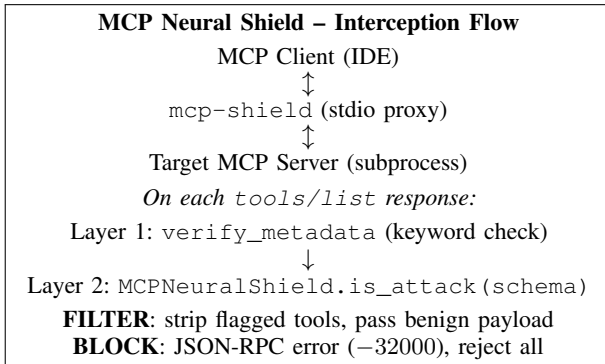 MCP Neural Shield – Interception Flow
MCP Client (IDE)
↕
mcp-shield (stdio proxy)
↕
Target MCP Server (subprocess)
On each tools/list response:
Layer 1: verify_metadata (keyword check)
↓
Layer 2: MCPNeuralShield.is_attack(schema)
FILTER: strip flagged tools, pass benign payload
BLOCK: JSON-RPC error (−32000), reject all